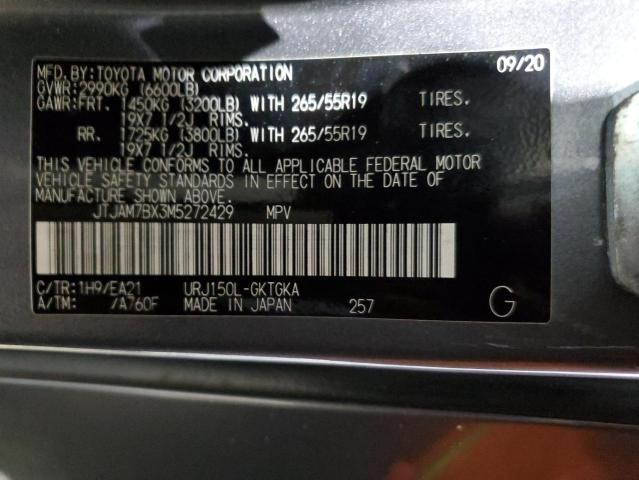 MFD.BY:TOYOTA MOTOR CORPORATION 09/20
GVWR:2990KG (6600LB)
GAWR:FRT. 1450KG (3200LB) WITH 265/55R19 TIRES.
19X7 1/2J RIMS.
RR. 1725KG (3800LB) WITH 265/55R19 TIRES.
19X7 1/2J RIMS.
THIS VEHICLE CONFORMS TO ALL APPLICABLE FEDERAL MOTOR
VEHICLE SAFETY STANDARDS IN EFFECT ON THE DATE OF
MANUFACTURE SHOWN ABOVE.
JTJAM7BX3M5272429 MPV
C/TR:1H9/EA21 URJ150L-GKTGKA
A/TM: /A760F MADE IN JAPAN 257 G